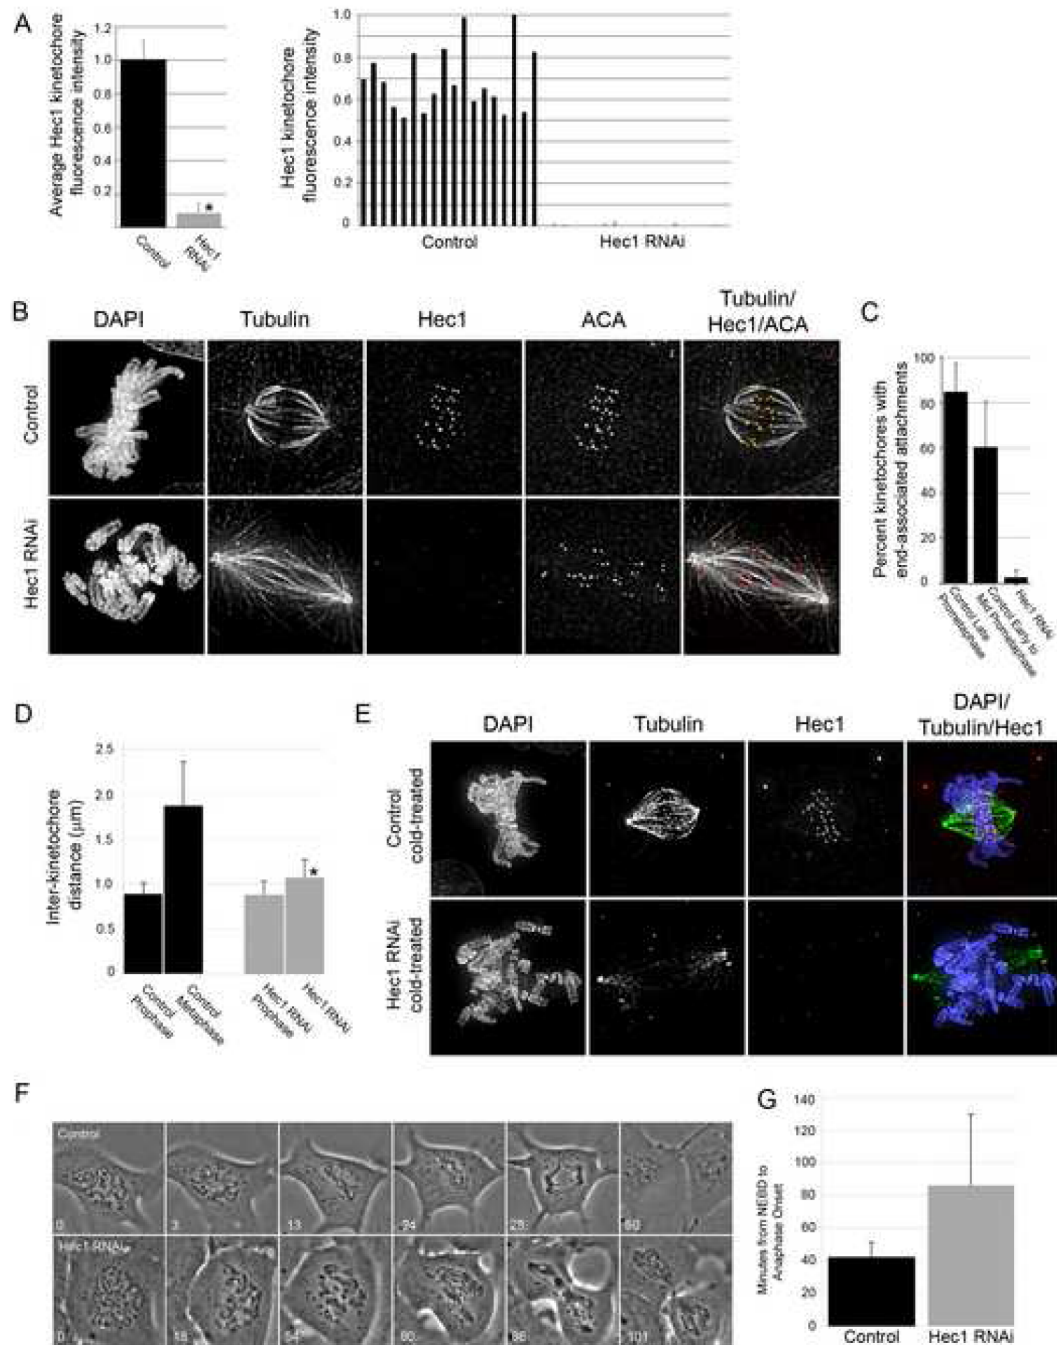 A
Average Hec1 kinetochore
fluorescence intensity
1.2
1.0
0.8
0.6
0.4
0.2
Control
Hec1
RNAi
*
Hec1 kinetochore
fluorescence intensity
1.0
0.8
0.6
0.4
0.2
0
Control
Hec1 RNAi
B
DAPI
Tubulin
Hec1
ACA
Tubulin/
Hec1/ACA
Control
Hec1 RNAi
C
Percent kinetochores with
end-associated attachments
100
80
60
40
20
0
Control Late
Prometaphase
Control Early to
Mid Prometaphase
Hec1 RNAi
D
Inter-kinetochore
distance (μm)
2.5
2.0
1.5
1.0
0.5
0
Control
Prophase
Control
Metaphase
Hec1 RNAi
Prophase
Hec1 RNAi
★
E
DAPI
Tubulin
Hec1
DAPI/
Tubulin/Hec1
Control
cold-treated
Hec1 RNAi
cold-treated
F
Control
0
3
13
Hec1 RNAi
0
18
54
101
G
Minutes from NEBD to
Anaphase Onset
140
120
100
80
60
40
20
0
Control
Hec1 RNAi